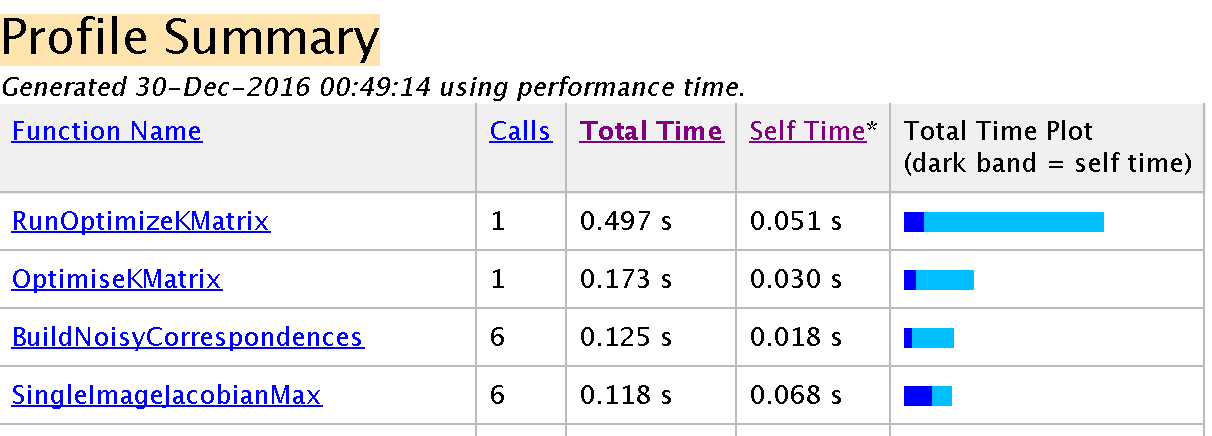 Profile Summary
Generated 30-Dec-2016 00:49:14 using performance time.
Function Name Calls Total Time Self Time* Total Time Plot
(dark band = self time)
RunOptimizeKMatrix 1 0.497 s 0.051 s
OptimiseKMatrix 1 0.173 s 0.030 s
BuildNoisyCorrespondences 6 0.125 s 0.018 s
SingleImageJacobianMax 6 0.118 s 0.068 s